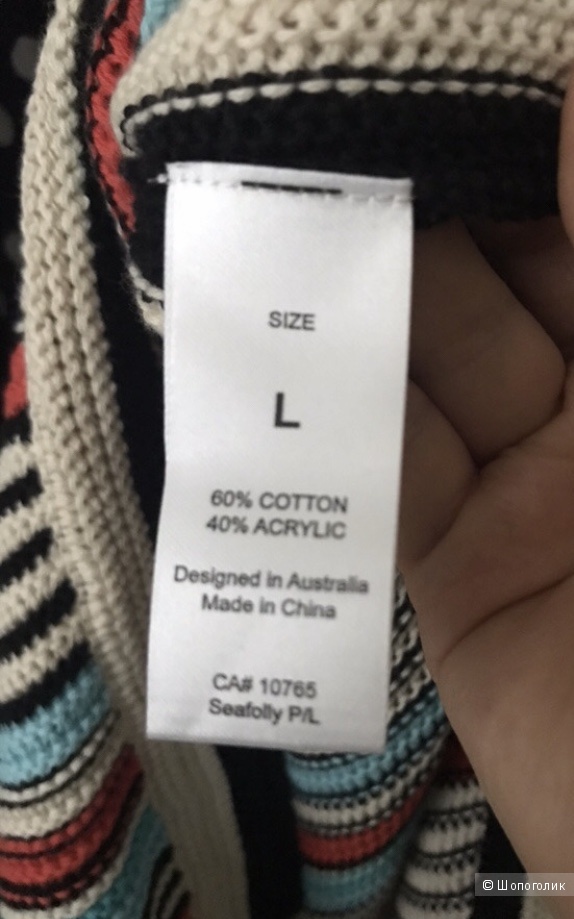 SIZE
L
60% COTTON
40% ACRYLIC
Designed in Australia
Made in China
CA# 10765
Seafolly P/L
© Шопоголик